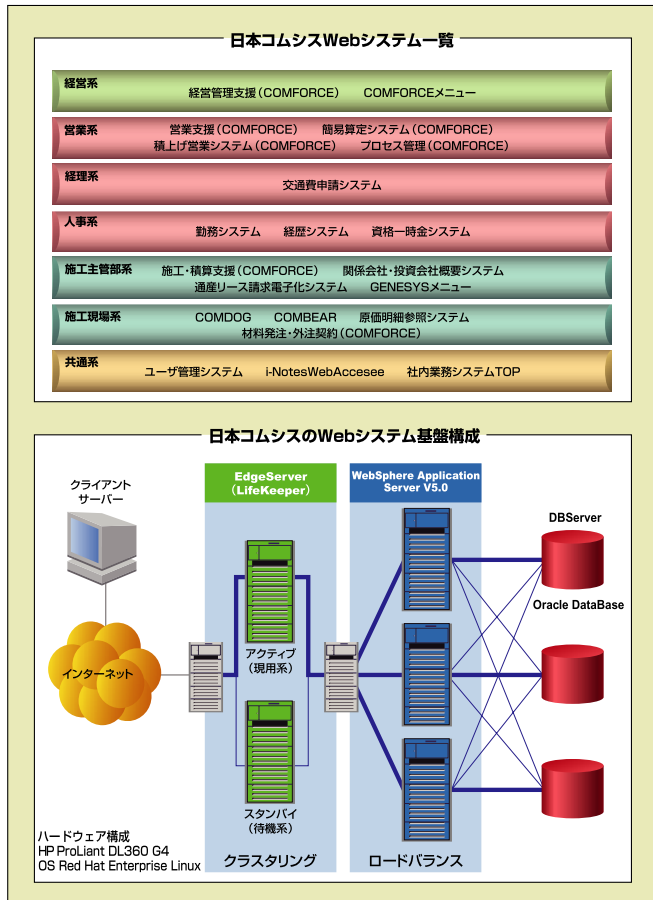 日本コムシスWebシステム一覧
経営系
経営管理支援(COMFORCE) COMFORCEメニュー
営業系
営業支援(COMFORCE) 簡易算定システム(COMFORCE)
積上げ営業システム(COMFORCE) プロセス管理(COMFORCE)
経理系
交通費申請システム
人事系
勤務システム 経歴システム 資格一時金システム
施工主管部系
施工・積算支援(COMFORCE) 関係会社・投資会社概要システム
通産リース請求電子化システム GENESYSメニュー
施工現場系
COMDOG COMBEAR 原価明細参照システム
材料発注・外注契約(COMFORCE)
共通系
ユーザ管理システム i-NotesWebAccesee 社内業務システムTOP
日本コムシスのWebシステム基盤構成
クライアント
サーバー
EdgeServer
(LifeKeeper)
WebSphere Application
Server V5.0
DBServer
Oracle DataBase
インターネット
アクティブ
(現用系)
スタンバイ
(待機系)
クラスタリング
ロードバランス
ハードウェア構成
HP ProLiant DL360 G4
OS Red Hat Enterprise Linux